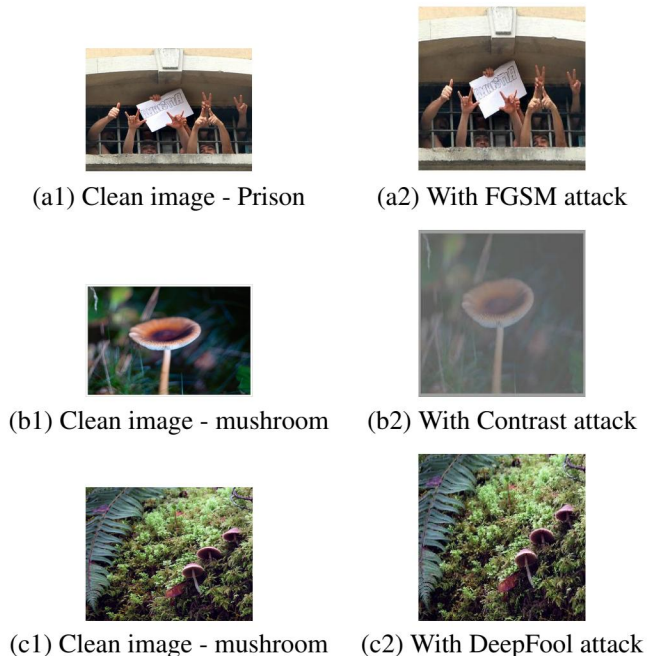 (a1) Clean image - Prison
(a2) With FGSM attack
(b1) Clean image - mushroom
(b2) With Contrast attack
(c1) Clean image - mushroom
(c2) With DeepFool attack